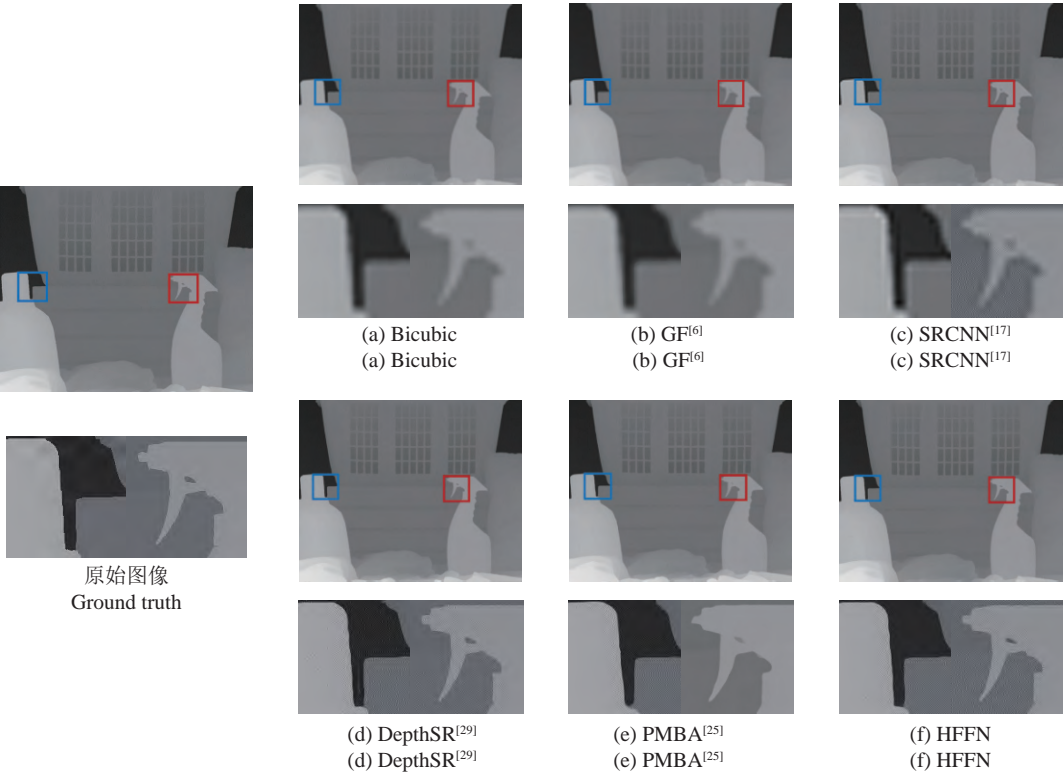 (a) Bicubic
(a) Bicubic
(b) GF[6]
(b) GF[6]
(c) SRCNN[17]
(c) SRCNN[17]
原始图像
Ground truth
(d) DepthSR[29]
(d) DepthSR[29]
(e) PMBA[25]
(e) PMBA[25]
(f) HFFN
(f) HFFN